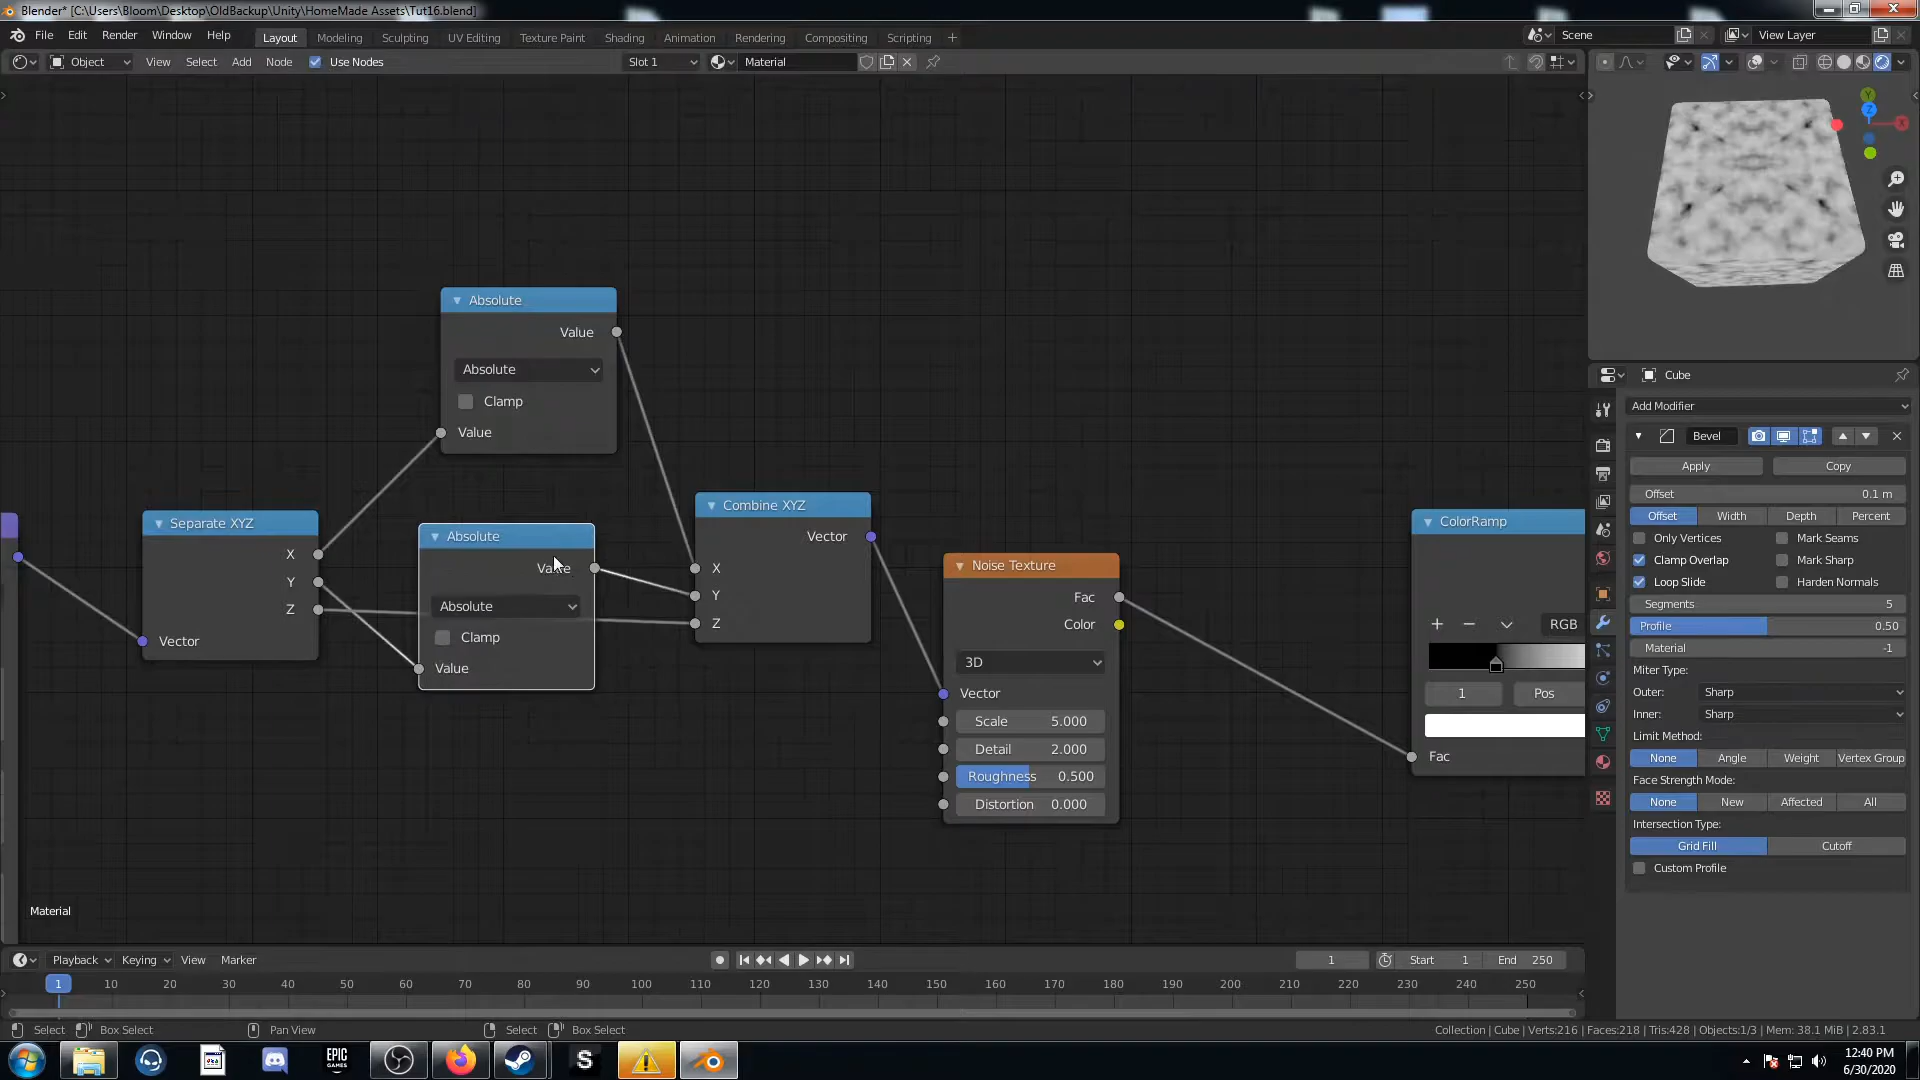 Blender* [C:\Users\Bloom\Desktop\OldBackup\Unity\HomeMade Assets\Tut16.blend]
File Edit Render Window Help Layout Modeling Sculpting UV Editing Texture Paint Shading Animation Rendering Compositing Scripting + Scene View Layer
Object View Select Add Node Use Nodes Slot 1 Material
Absolute
Value
Absolute
Clamp
Value
Separate XYZ
X
Y
Z
Vector
Absolute
Value
Absolute
Clamp
Value
Combine XYZ
Vector
X
Y
Z
Noise Texture
Fac
Color
3D
Vector
Scale 5.000
Detail 2.000
Roughness 0.500
Distortion 0.000
ColorRamp
RGB
1 Pos
Fac
Material
Y
Z
X
Cube
Add Modifier
Bevel
Apply Copy
Offset 0.1 m
Offset Width Depth Percent
Only Vertices Mark Seams
Clamp Overlap Mark Sharp
Loop Slide Harden Normals
Segments 5
Profile 0.50
Material -1
Miter Type:
Outer: Sharp
Inner: Sharp
Limit Method:
None Angle Weight Vertex Group
Face Strength Mode:
None New Affected All
Intersection Type:
Grid Fill Cutoff
Custom Profile
Playback Keying View Marker 1 Start 1 End 250
1 10 20 30 40 50 60 70 80 90 100 110 120 130 140 150 160 170 180 190 200 210 220 230 240 250
Select Box Select Pan View Select Box Select Collection | Cube | Verts:216 | Faces:218 | Tris:428 | Objects:1/3 | Mem: 38.1 MiB | 2.83.1
EPIC GAMES
S
12:40 PM
6/30/2020